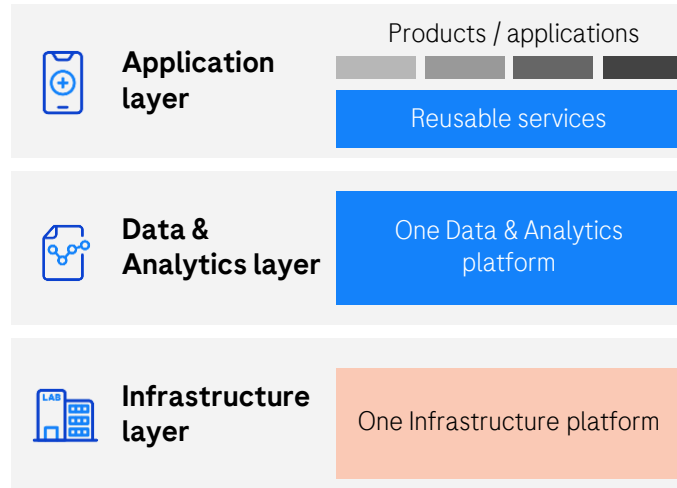 Products / applications
Application
layer
Reusable services
Data &
Analytics layer
One Data & Analytics
platform
LAB
Infrastructure
layer
One Infrastructure platform